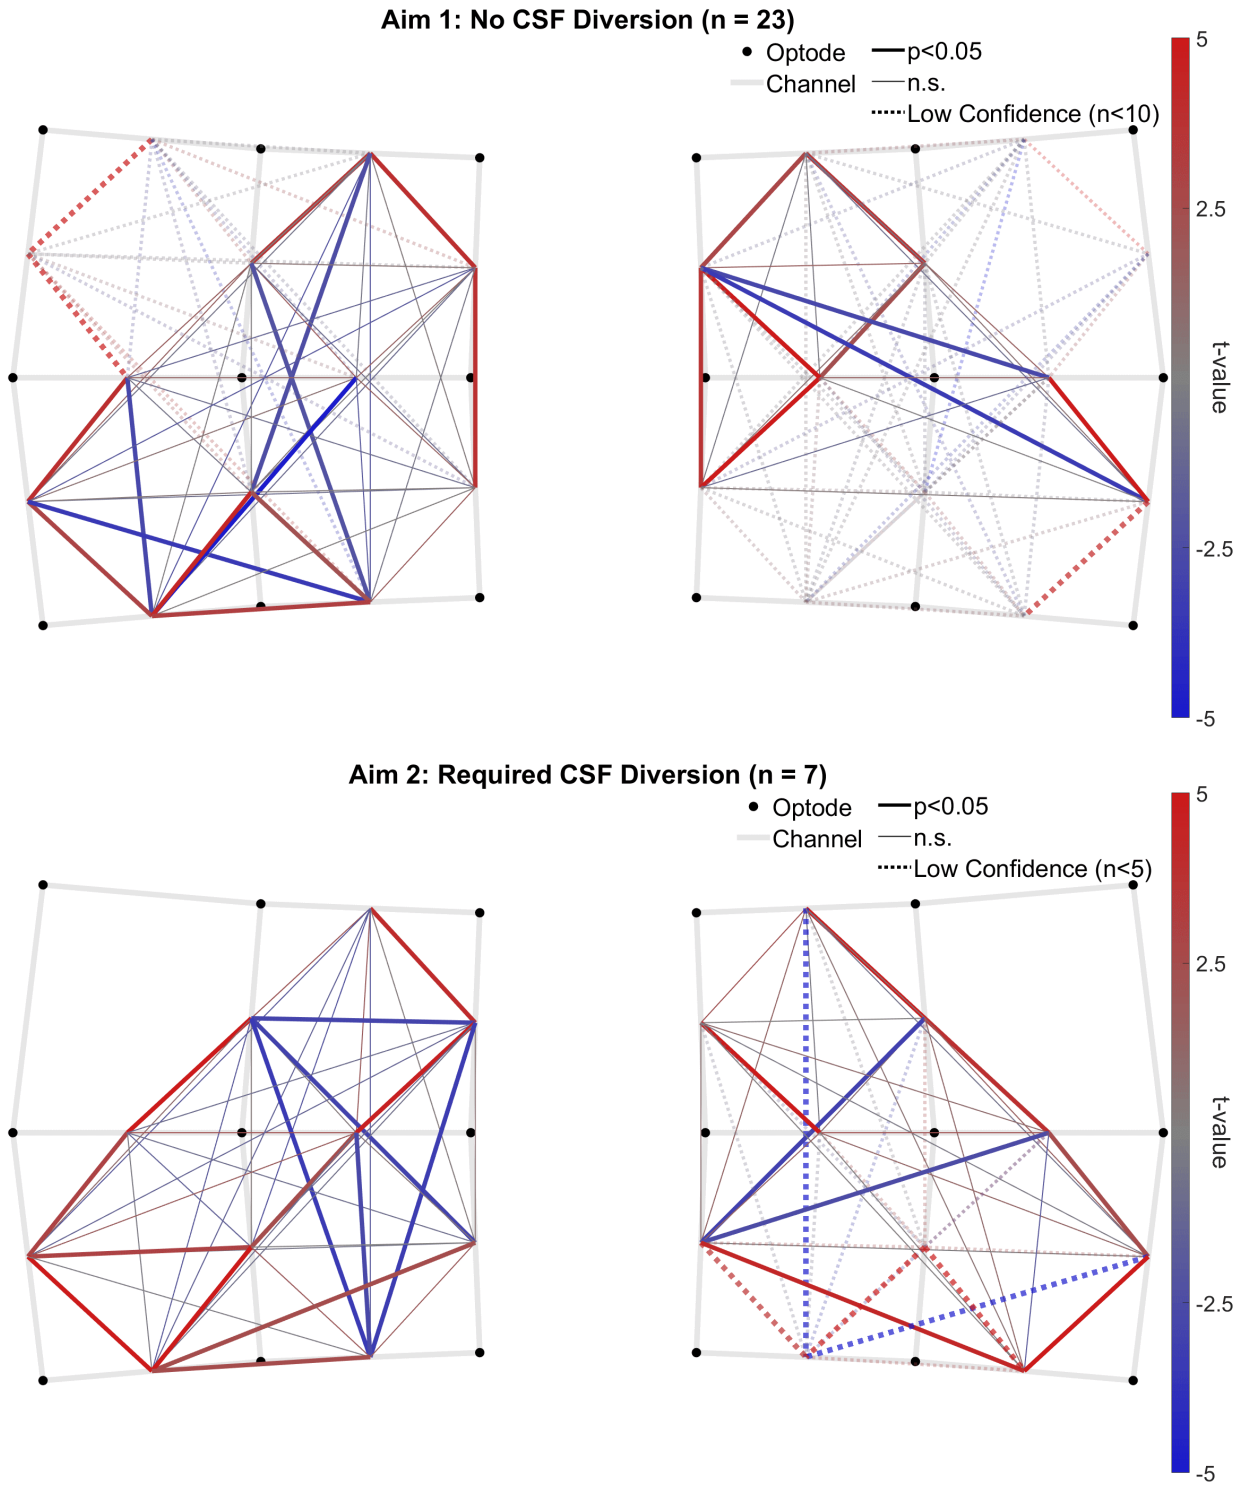 Aim 1: No CSF Diversion (n = 23)
Optode
p<0.05
Channel
n.s.
Low Confidence (n<10)
5
2.5
0
-2.5
-5
t-value
Aim 2: Required CSF Diversion (n = 7)
Optode
p<0.05
Channel
n.s.
Low Confidence (n<5)
5
2.5
0
-2.5
-5
t-value